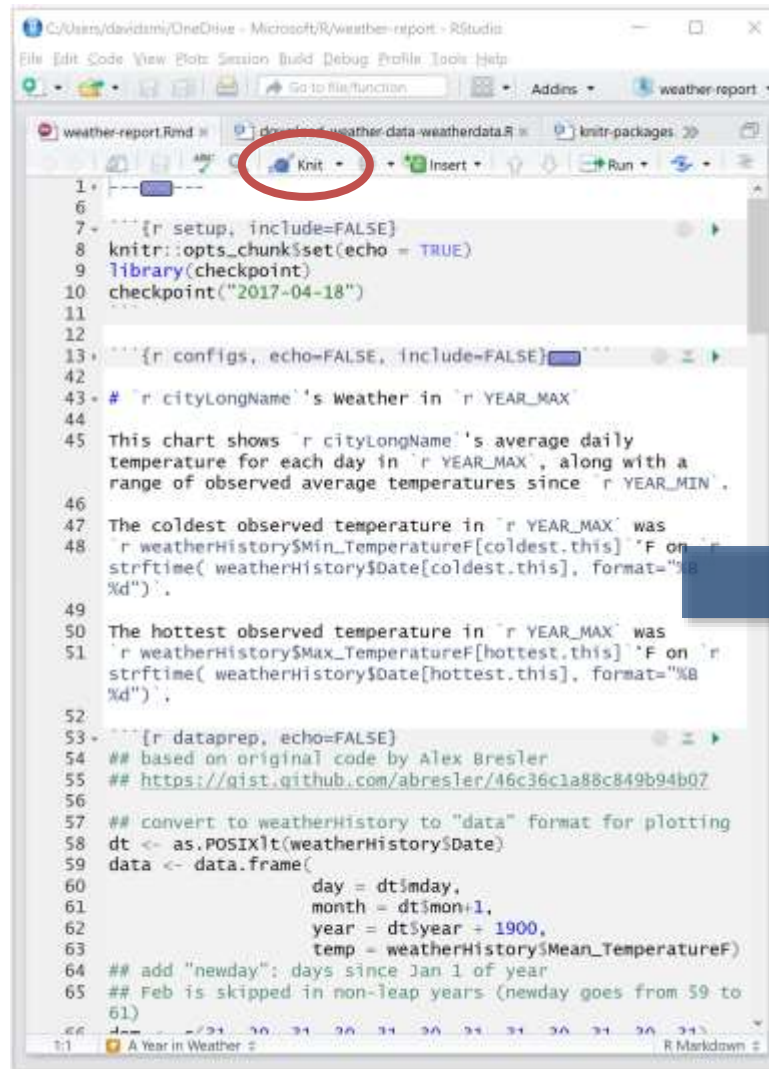 C:/Users/davidsmi/OneDrive - Microsoft/R/weather-report - RStudio
File Edit Code View Plots Session Build Debug Profile Tools Help
Go to file/function Addins weather-report
weather-report.Rmd download-weather-data-weatherdata.R knitr-packages
Knit Insert Run
1 ---
6
7 ```{r setup, include=FALSE}
8 knitr::opts_chunk$set(echo = TRUE)
9 library(checkpoint)
10 checkpoint("2017-04-18")
11 ```
12
13 ```{r configs, echo=FALSE, include=FALSE} ```
42
43 # `r cityLongName`'s Weather in `r YEAR_MAX`
44
45 This chart shows `r cityLongName`'s average daily
temperature for each day in `r YEAR_MAX`, along with a
range of observed average temperatures since `r YEAR_MIN`.
46
47 The coldest observed temperature in `r YEAR_MAX` was
48 `r weatherHistory$Min_TemperatureF[coldest.this]`°F on `r
strftime( weatherHistory$Date[coldest.this], format="%B
%d")`.
49
50 The hottest observed temperature in `r YEAR_MAX` was
51 `r weatherHistory$Max_TemperatureF[hottest.this]`°F on `r
strftime( weatherHistory$Date[hottest.this], format="%B
%d")`.
52
53 ```{r dataprep, echo=FALSE}
54 ## based on original code by Alex Bresler
55 ## https://gist.github.com/abresler/46c36c1a88c849b94b07
56
57 ## convert to weatherHistory to "data" format for plotting
58 dt <- as.POSIXlt(weatherHistory$Date)
59 data <- data.frame(
60 day = dt$mday,
61 month = dt$mon+1,
62 year = dt$year + 1900,
63 temp = weatherHistory$Mean_TemperatureF)
64 ## add "newday": days since Jan 1 of year
65 ## Feb is skipped in non-leap years (newday goes from 59 to
61)
1:1 A Year in Weather R Markdown